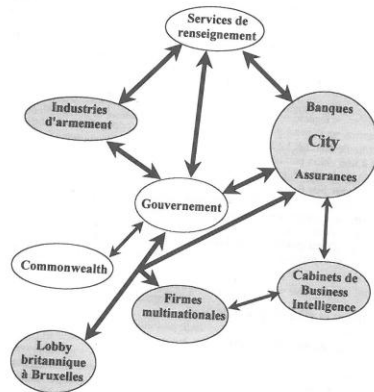 Services de
renseignement
Industries
d'armement
Banques
City
Assurances
Gouvernement
Commonwealth
Cabinets de
Business
Intelligence
Firmes
multinationales
Lobby
britannique
à Bruxelles